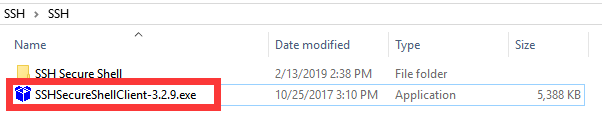 SSH > SSH
Name Date modified Type Size
SSH Secure Shell 2/13/2019 2:38 PM File folder
SSHSecureShellClient-3.2.9.exe 10/25/2017 3:10 PM Application 5,388 KB